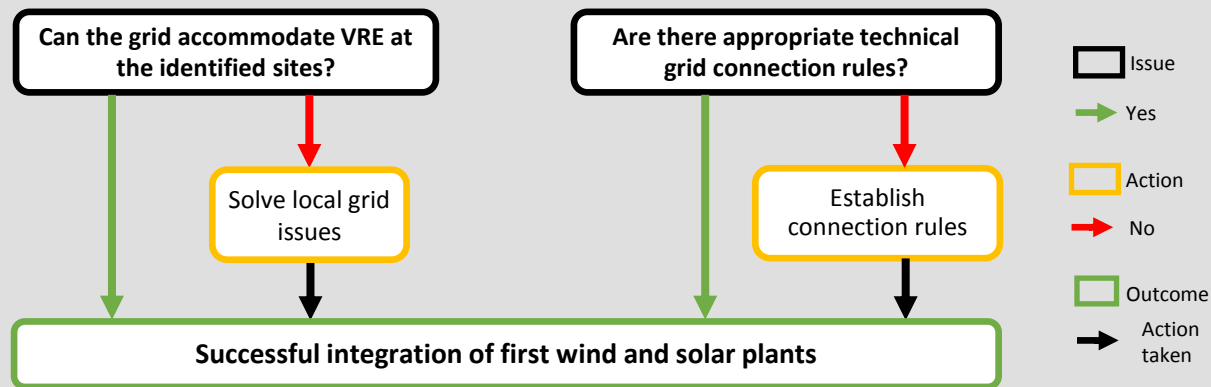 Can the grid accommodate VRE at
the identified sites?
Are there appropriate technical
grid connection rules?
Solve local grid
issues
Establish
connection rules
Successful integration of first wind and solar plants
Issue
Yes
Action
No
Outcome
Action
taken